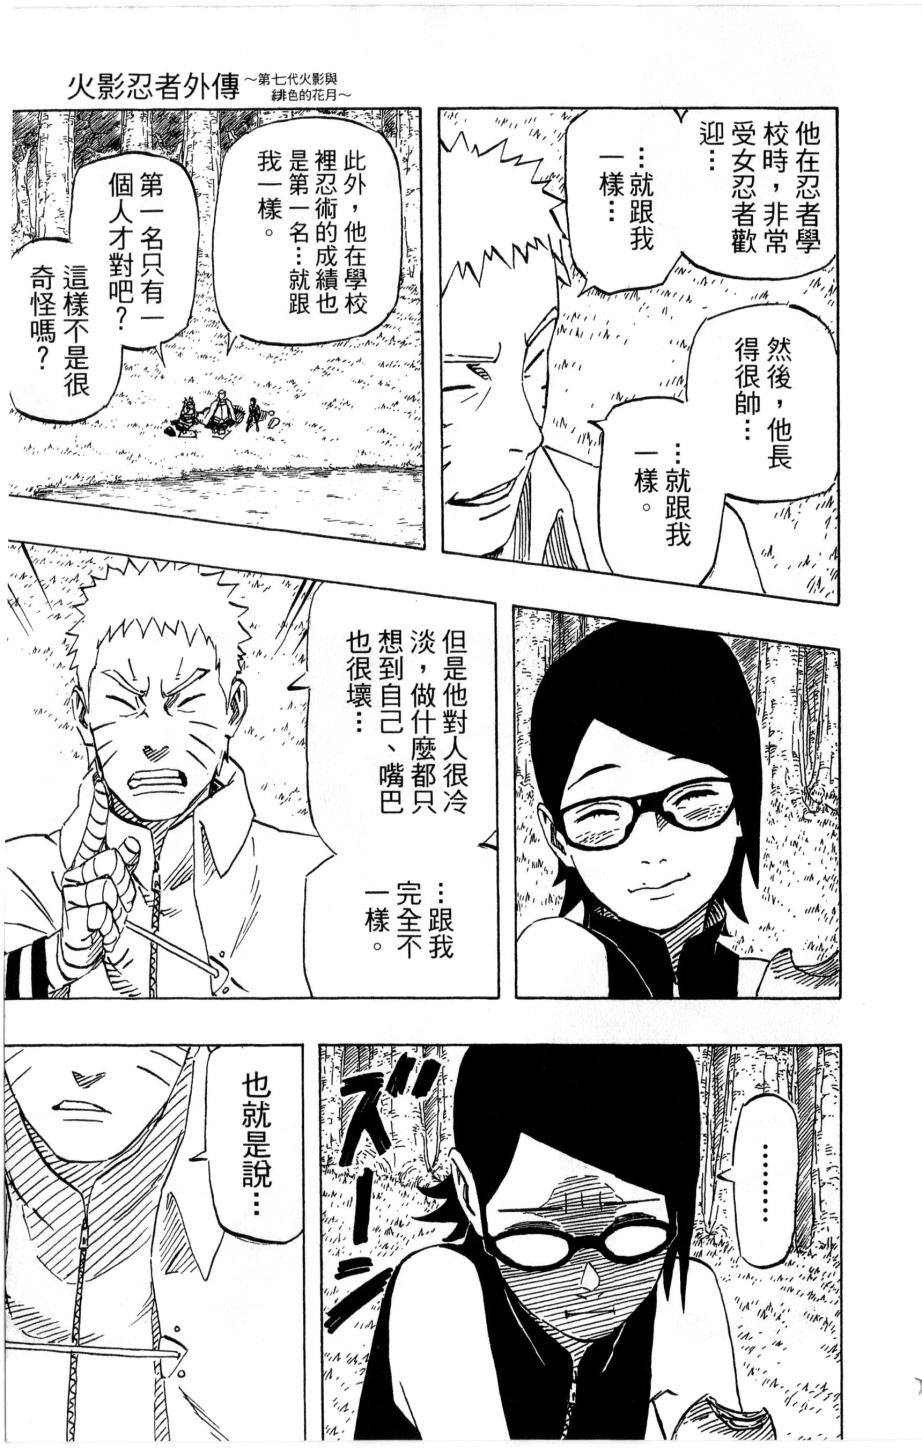 火影忍者外傳
～第七代火影與
緋色的花月～
他在忍者學
校時，非常
受女忍者歡
迎…
…就跟我
一樣…
然後，他長
得很帥…
…就跟我
一樣。
此外，他在學校
裡忍術的成績也
是第一名…就跟
我一樣。
第一名只有一
個人才對吧？
這樣不是很
奇怪嗎？
但是他對人很冷
淡，做什麼都只
想到自己、嘴巴
也很壞…
…跟我
完全不
一樣。
………
ズーン
也就是說…